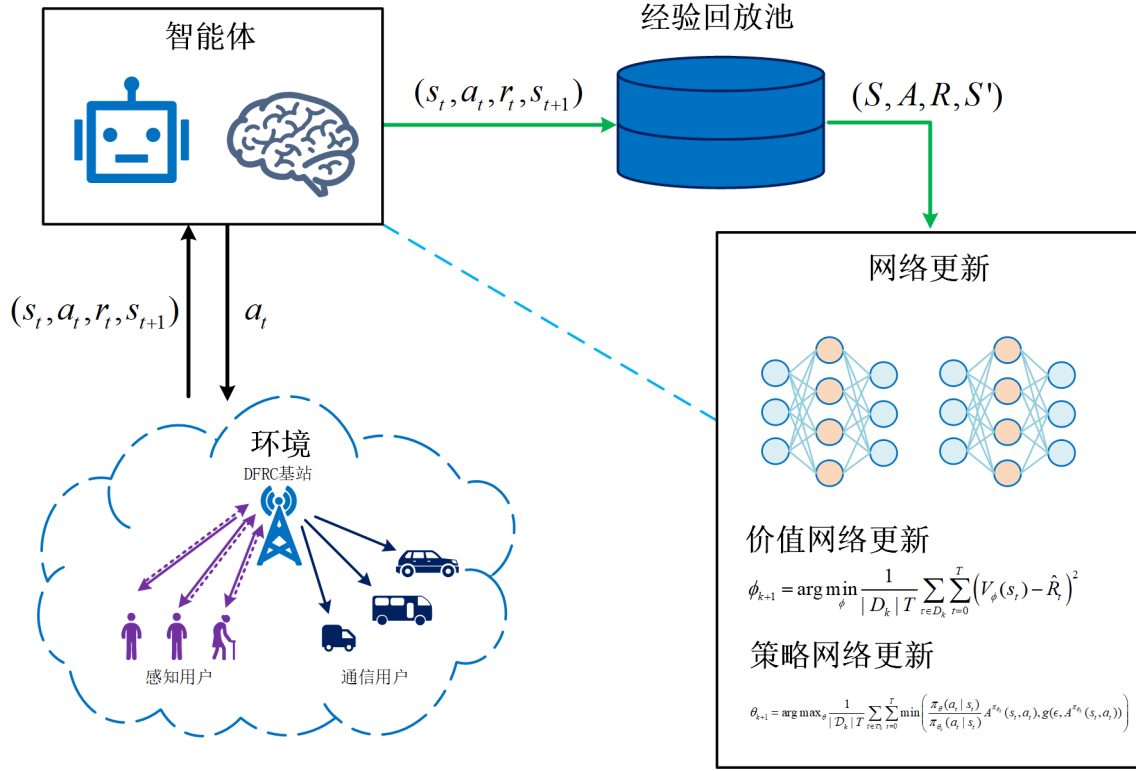 智能体
经验回放池
(s_t, a_t, r_t, s_{t+1})
(S, A, R, S')
(s_t, a_t, r_t, s_{t+1})
a_t
网络更新
环境
DFRC基站
感知用户
通信用户
价值网络更新
ϕ_{k+1} = arg min_ϕ \frac{1}{|D_k|T} ∑_{τ∈D_k} ∑_{t=0}^{T} (V_ϕ(s_t) − \hat{R}_t)^2
策略网络更新
θ_{k+1} = arg max_θ \frac{1}{|D_k|T} ∑_{τ∈D_k} ∑_{t=0}^{T} min(\frac{π_θ(a_t|s_t)}{π_{θ_k}(a_t|s_t)} A^{π_{θ_k}}(s_t,a_t), g(ϵ, A^{π_{θ_k}}(s_t,a_t)))